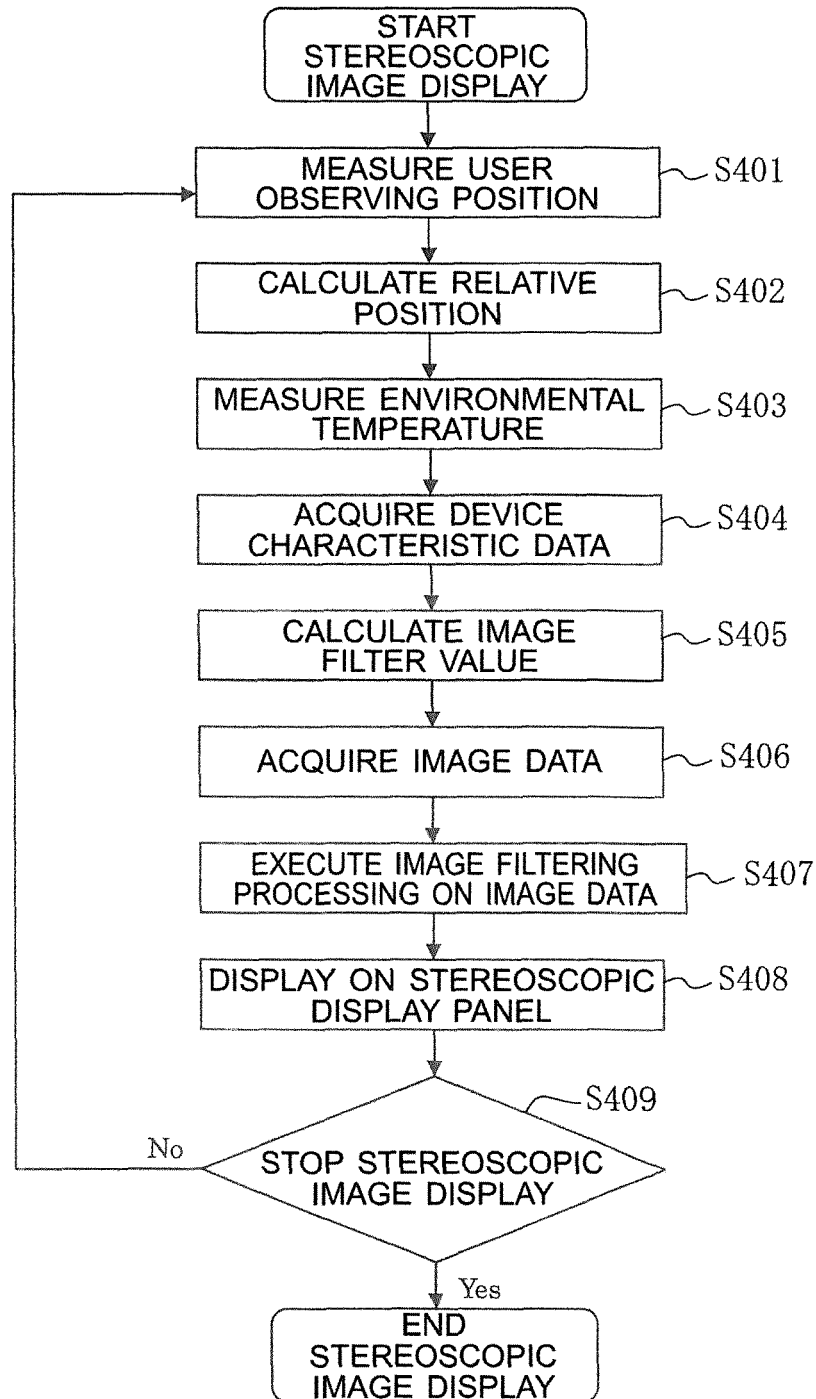 START
STEREOSCOPIC
IMAGE DISPLAY
MEASURE USER
OBSERVING POSITION
S401
CALCULATE RELATIVE
POSITION
S402
MEASURE ENVIRONMENTAL
TEMPERATURE
S403
ACQUIRE DEVICE
CHARACTERISTIC DATA
S404
CALCULATE IMAGE
FILTER VALUE
S405
ACQUIRE IMAGE DATA
S406
EXECUTE IMAGE FILTERING
PROCESSING ON IMAGE DATA
S407
DISPLAY ON STEREOSCOPIC
DISPLAY PANEL
S408
S409
No
STOP STEREOSCOPIC
IMAGE DISPLAY
Yes
END
STEREOSCOPIC
IMAGE DISPLAY